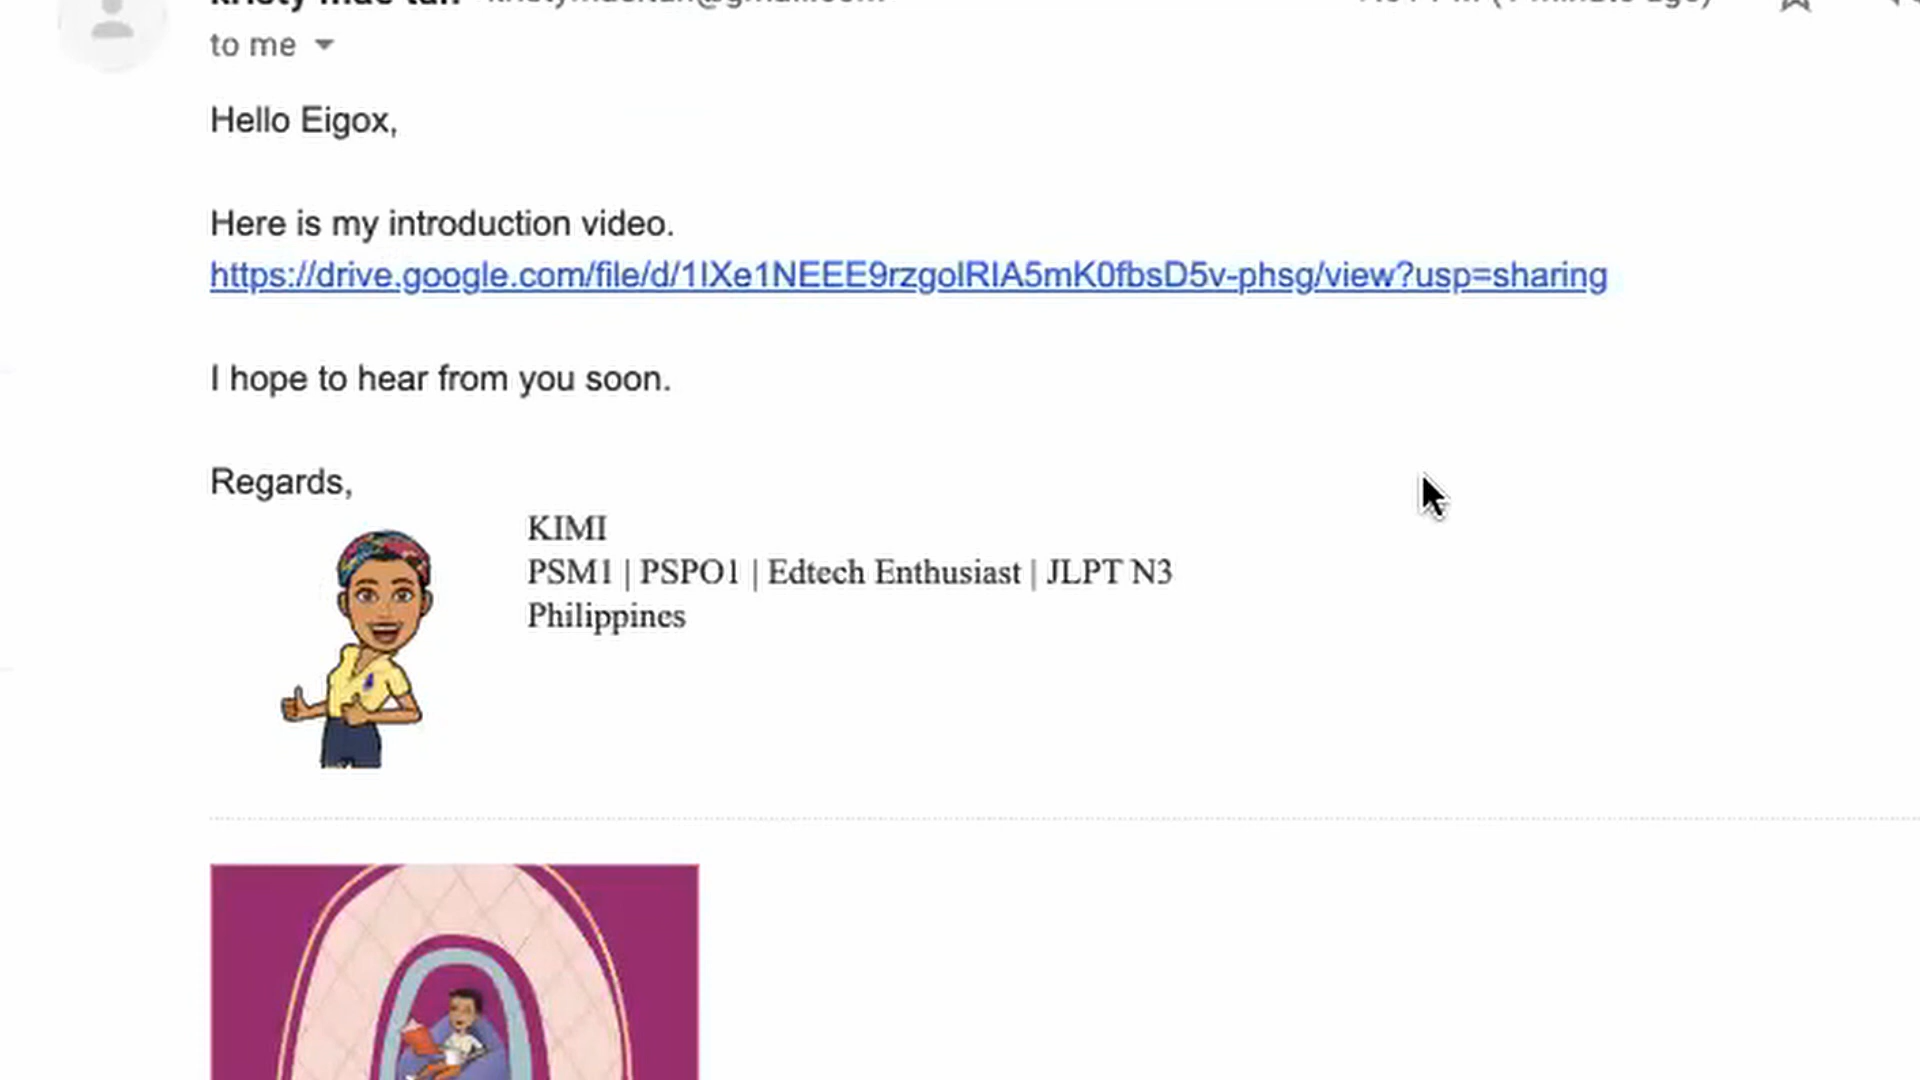 to me
Hello Eigox,
Here is my introduction video.
https://drive.google.com/file/d/1IXe1NEEE9rzgolRIA5mK0fbsD5v-phsg/view?usp=sharing
I hope to hear from you soon.
Regards,
KIMI
PSM1 | PSPO1 | Edtech Enthusiast | JLPT N3
Philippines